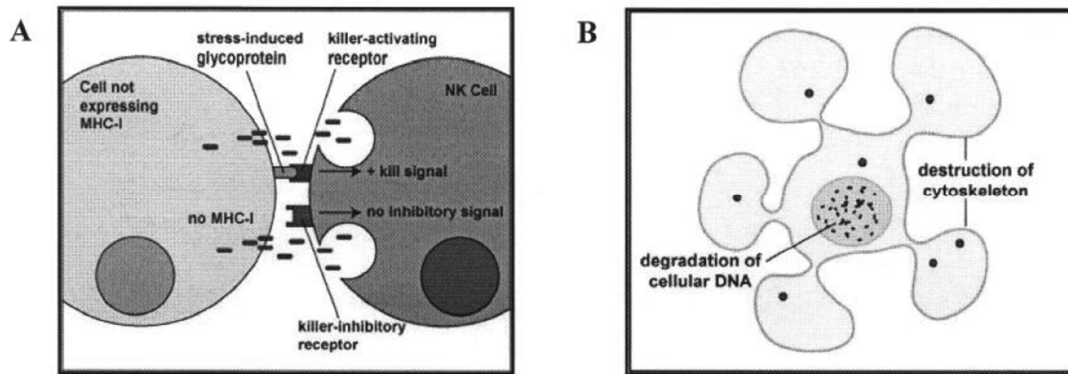 A
stress-induced
glycoprotein
killer-activating
receptor
Cell not
expressing
MHC-I
NK Cell
+ kill signal
no MHC-I
no inhibitory signal
killer-inhibitory
receptor
B
destruction of
cytoskeleton
degradation of
cellular DNA